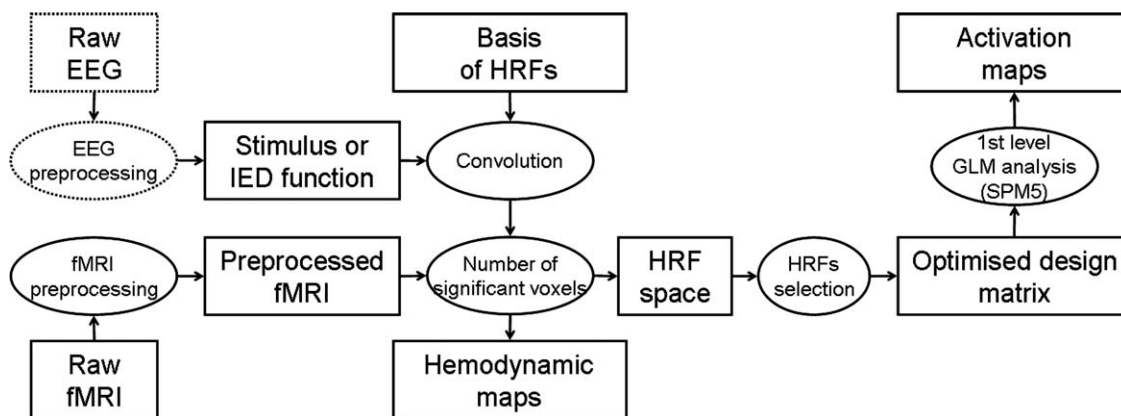 Raw
EEG
Basis
of HRFs
Activation
maps
EEG
preprocessing
Stimulus or
IED function
Convolution
1st level
GLM analysis
(SPM5)
fMRI
preprocessing
Preprocessed
fMRI
Number of
significant voxels
HRF
space
HRFs
selection
Optimised design
matrix
Raw
fMRI
Hemodynamic
maps